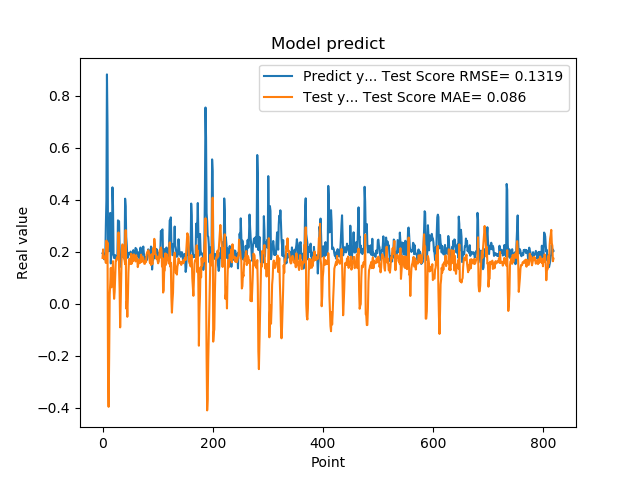 Model predict
Predict y... Test Score RMSE= 0.1319
Test y... Test Score MAE= 0.086
0.8
0.6
0.4
0.2
0.0
−0.2
−0.4
Real value
0 200 400 600 800
Point